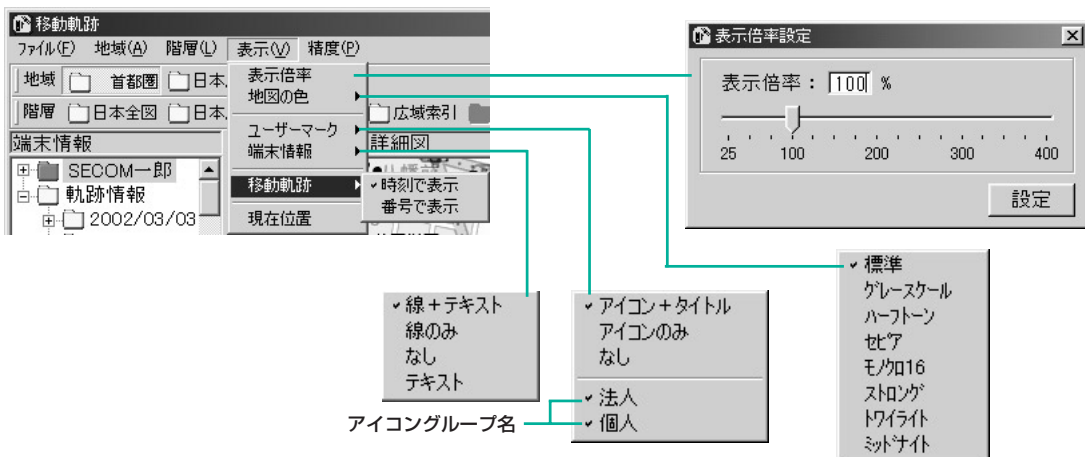 移動軌跡
ファイル(F) 地域(A) 階層(L) 表示(V) 精度(P)
地域 首都圏 日本
階層 日本全図 日本 広域索引
端末情報 詳細図
SECOM一郎
軌跡情報
2002/03/03
表示倍率
地図の色
ユーザーマーク
端末情報
移動軌跡
現在位置
時刻で表示
番号で表示
表示倍率設定
表示倍率： 100 %
25 100 200 300 400
設定
線＋テキスト
線のみ
なし
テキスト
アイコン＋タイトル
アイコンのみ
なし
法人
個人
アイコングループ名
標準
グレースケール
ハーフトーン
セピア
モノクロ16
ストロング
トワイライト
ミッドナイト